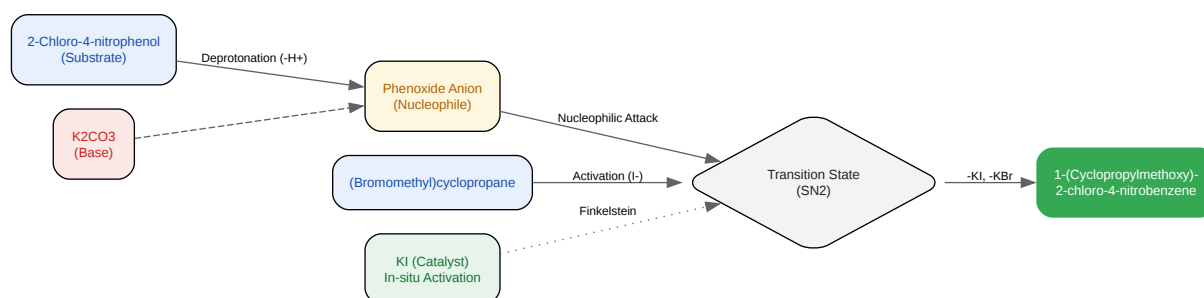 2-Chloro-4-nitrophenol
(Substrate)
Deprotonation (-H+)
K2CO3
(Base)
Phenoxide Anion
(Nucleophile)
Nucleophilic Attack
(Bromomethyl)cyclopropane
Activation (I-)
Finkelstein
KI (Catalyst)
In-situ Activation
Transition State
(SN2)
-KI, -KBr
1-(Cyclopropylmethoxy)-
2-chloro-4-nitrobenzene